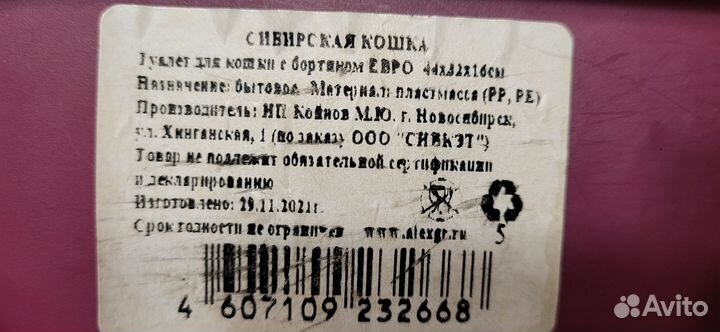 СИБИРСКАЯ КОШКА
Туалет для кошки с бортиком ЕВРО 44х32х16см
Назначение: бытовое. Материал: пластмасса (PP, PE)
Производитель: ИП Койнов М.Ю. г. Новосибирск,
ул. Хинганская, 1 (по заказу ООО "СИБКЭТ")
Товар не подлежит обязательной сертификации
и декларированию
Изготовлено: 29.11.2021г.
Срок годности не ограничен www.alexgr.ru
5
4 607109 232668
Avito